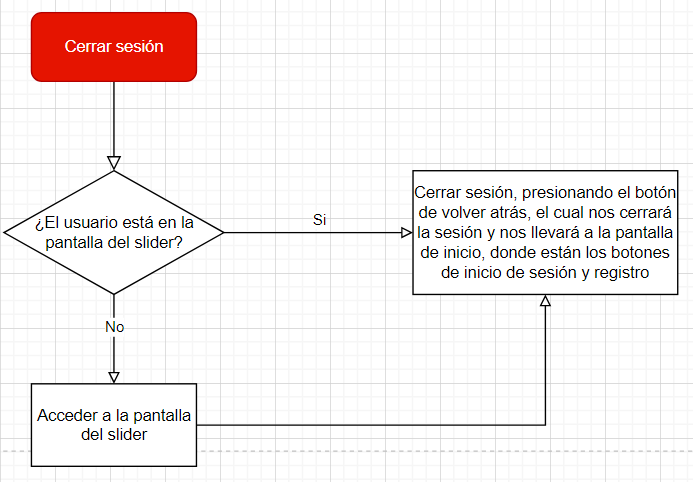 Cerrar sesión
¿El usuario está en la
pantalla del slider?
Si
Cerrar sesión, presionando el botón
de volver atrás, el cual nos cerrará
la sesión y nos llevará a la pantalla
de inicio, donde están los botones
de inicio de sesión y registro
No
Acceder a la pantalla
del slider